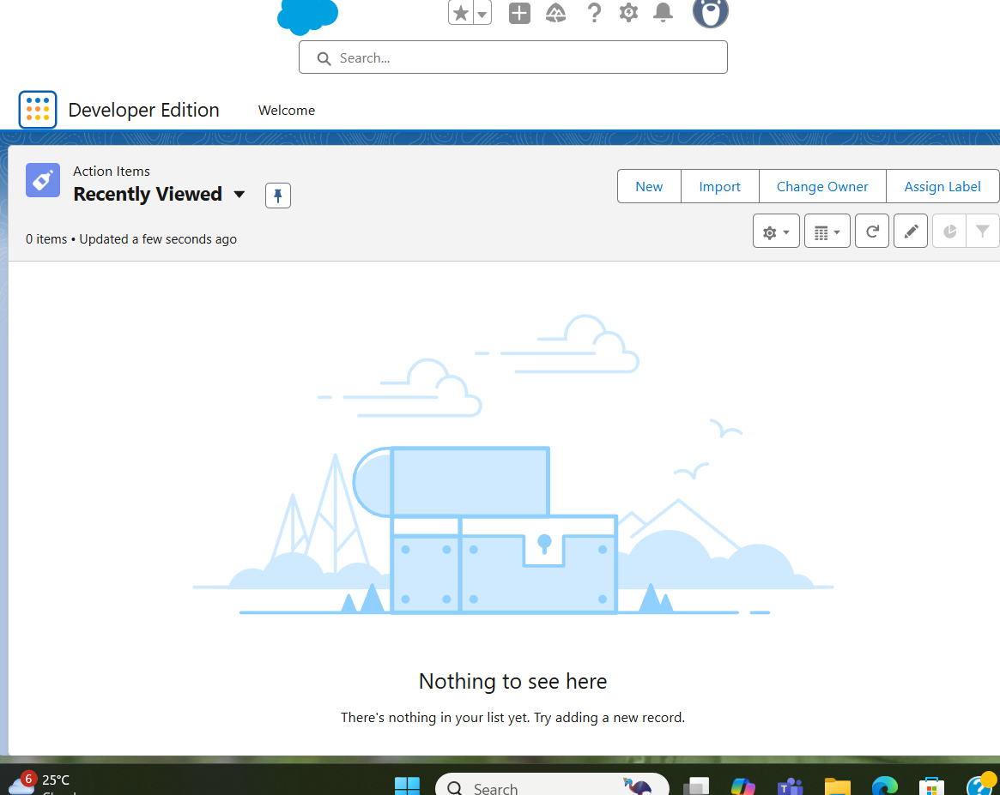 Search...
Developer Edition
Welcome
Action Items
Recently Viewed
New
Import
Change Owner
Assign Label
0 items • Updated a few seconds ago
Nothing to see here
There's nothing in your list yet. Try adding a new record.
6
25°C
Search
T